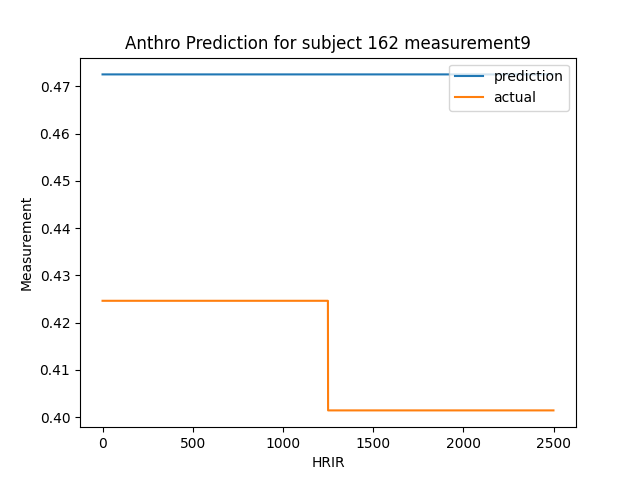 Anthro Prediction for subject 162 measurement9
prediction
actual
Measurement
0.47
0.46
0.45
0.44
0.43
0.42
0.41
0.40
0 500 1000 1500 2000 2500
HRIR